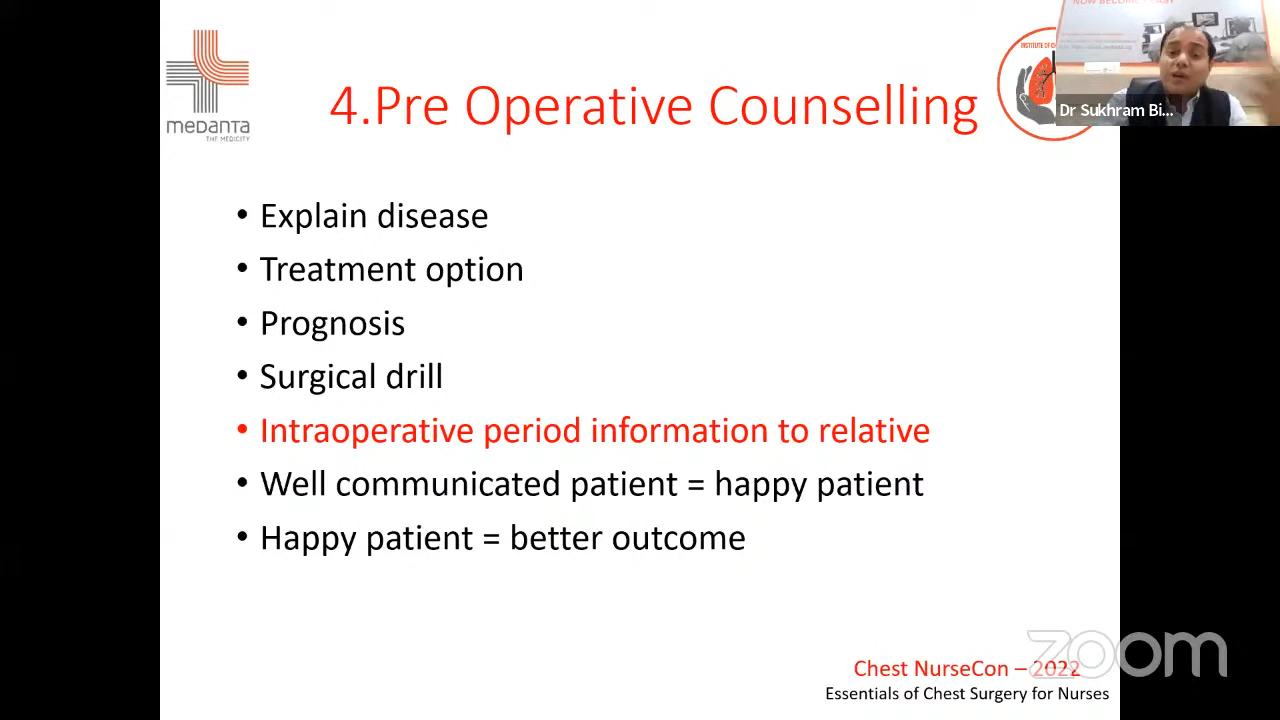 MEDANTA
THE MEDICITY
4.Pre Operative Counselling
INSTITUTE OF
Dr Sukhram Bi...
• Explain disease
• Treatment option
• Prognosis
• Surgical drill
• Intraoperative period information to relative
• Well communicated patient = happy patient
• Happy patient = better outcome
zoom
Chest NurseCon – 2022
Essentials of Chest Surgery for Nurses